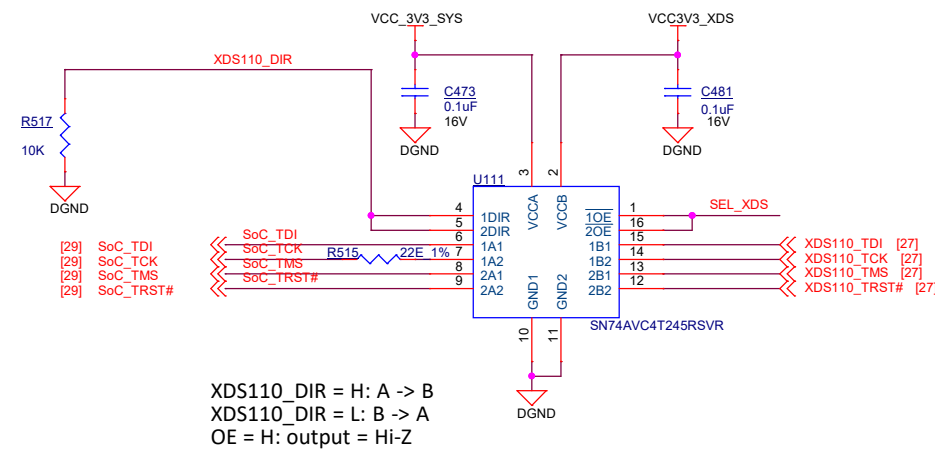 VCC_3V3_SYS
VCC3V3_XDS
XDS110_DIR
C473
0.1uF
16V
C481
0.1uF
16V
R517
10K
DGND
DGND
DGND
U111
3
2
VCCA
VCCB
4
1DIR
1OE
1
SEL_XDS
5
2DIR
2OE
16
[29] SoC_TDI
SoC_TDI
6
1A1
1B1
15
XDS110_TDI [27]
[29] SoC_TCK
SoC_TCK
R515
22E_1%
7
1A2
1B2
14
XDS110_TCK [27]
[29] SoC_TMS
SoC_TMS
8
2A1
2B1
13
XDS110_TMS [27]
[29] SoC_TRST#
SoC_TRST#
9
2A2
2B2
12
XDS110_TRST# [27]
GND1
GND2
SN74AVC4T245RSVR
10
11
DGND
XDS110_DIR = H: A -> B
XDS110_DIR = L: B -> A
OE = H: output = Hi-Z